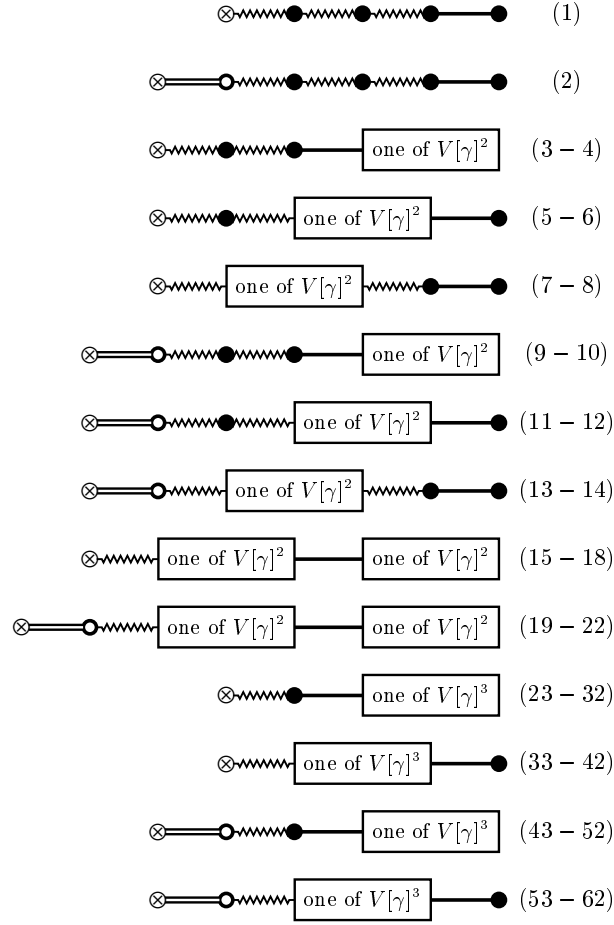 (1)
(2)
one of V[γ]² (3 – 4)
one of V[γ]² (5 – 6)
one of V[γ]² (7 – 8)
one of V[γ]² (9 – 10)
one of V[γ]² (11 – 12)
one of V[γ]² (13 – 14)
one of V[γ]² one of V[γ]² (15 – 18)
one of V[γ]² one of V[γ]² (19 – 22)
one of V[γ]³ (23 – 32)
one of V[γ]³ (33 – 42)
one of V[γ]³ (43 – 52)
one of V[γ]³ (53 – 62)